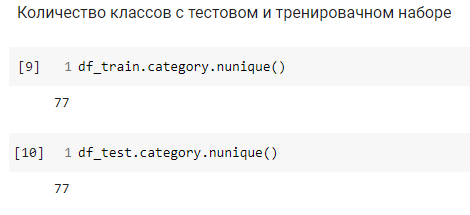 Количество классов с тестовом и тренировачном наборе
[9] 1 df_train.category.nunique()
77
[10] 1 df_test.category.nunique()
77